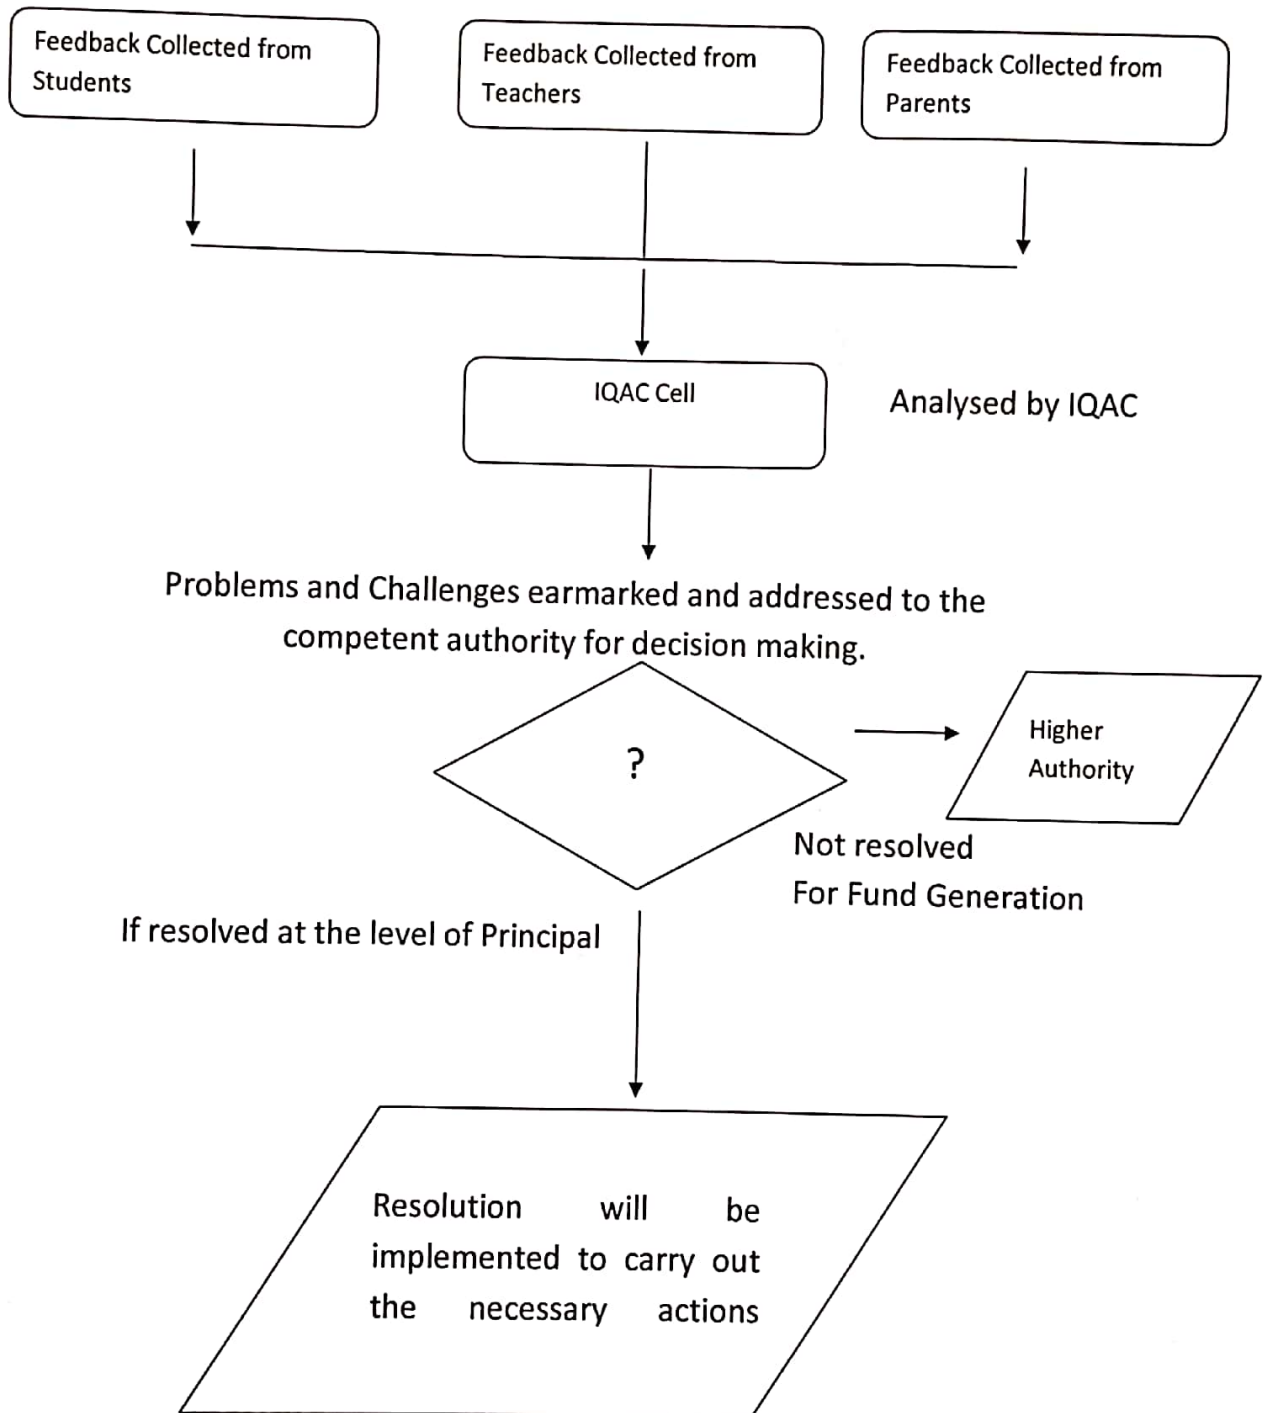 Feedback Collected from
Students
Feedback Collected from
Teachers
Feedback Collected from
Parents
IQAC Cell
Analysed by IQAC
Problems and Challenges earmarked and addressed to the
competent authority for decision making.
?
Higher
Authority
Not resolved
For Fund Generation
If resolved at the level of Principal
Resolution will be
implemented to carry out
the necessary actions